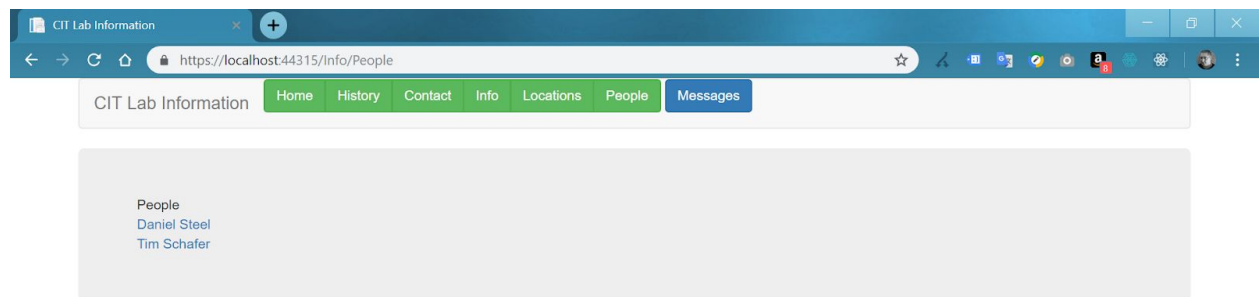 CIT Lab Information
https://localhost:44315/Info/People
8
CIT Lab Information Home History Contact Info Locations People Messages
People
Daniel Steel
Tim Schafer